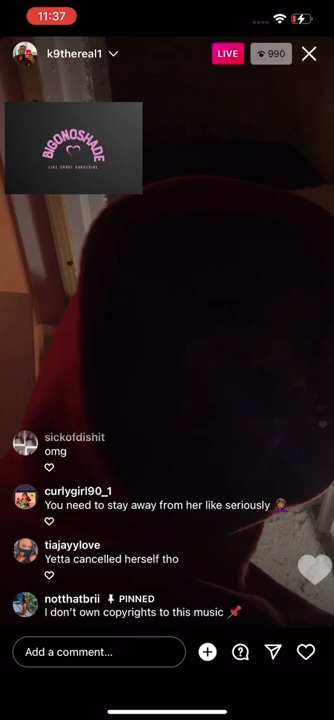 11:37
k9thereal1
LIVE
990
BIGONOSHADE
LIKE SHARE SUBSCRIBE
sickofdishit
omg
curlygirl90_1
You need to stay away from her like seriously 🤦🏾‍♀️
tiajayylove
Yetta cancelled herself tho
notthatbrii 📌 PINNED
I don't own copyrights to this music 📌
Add a comment...